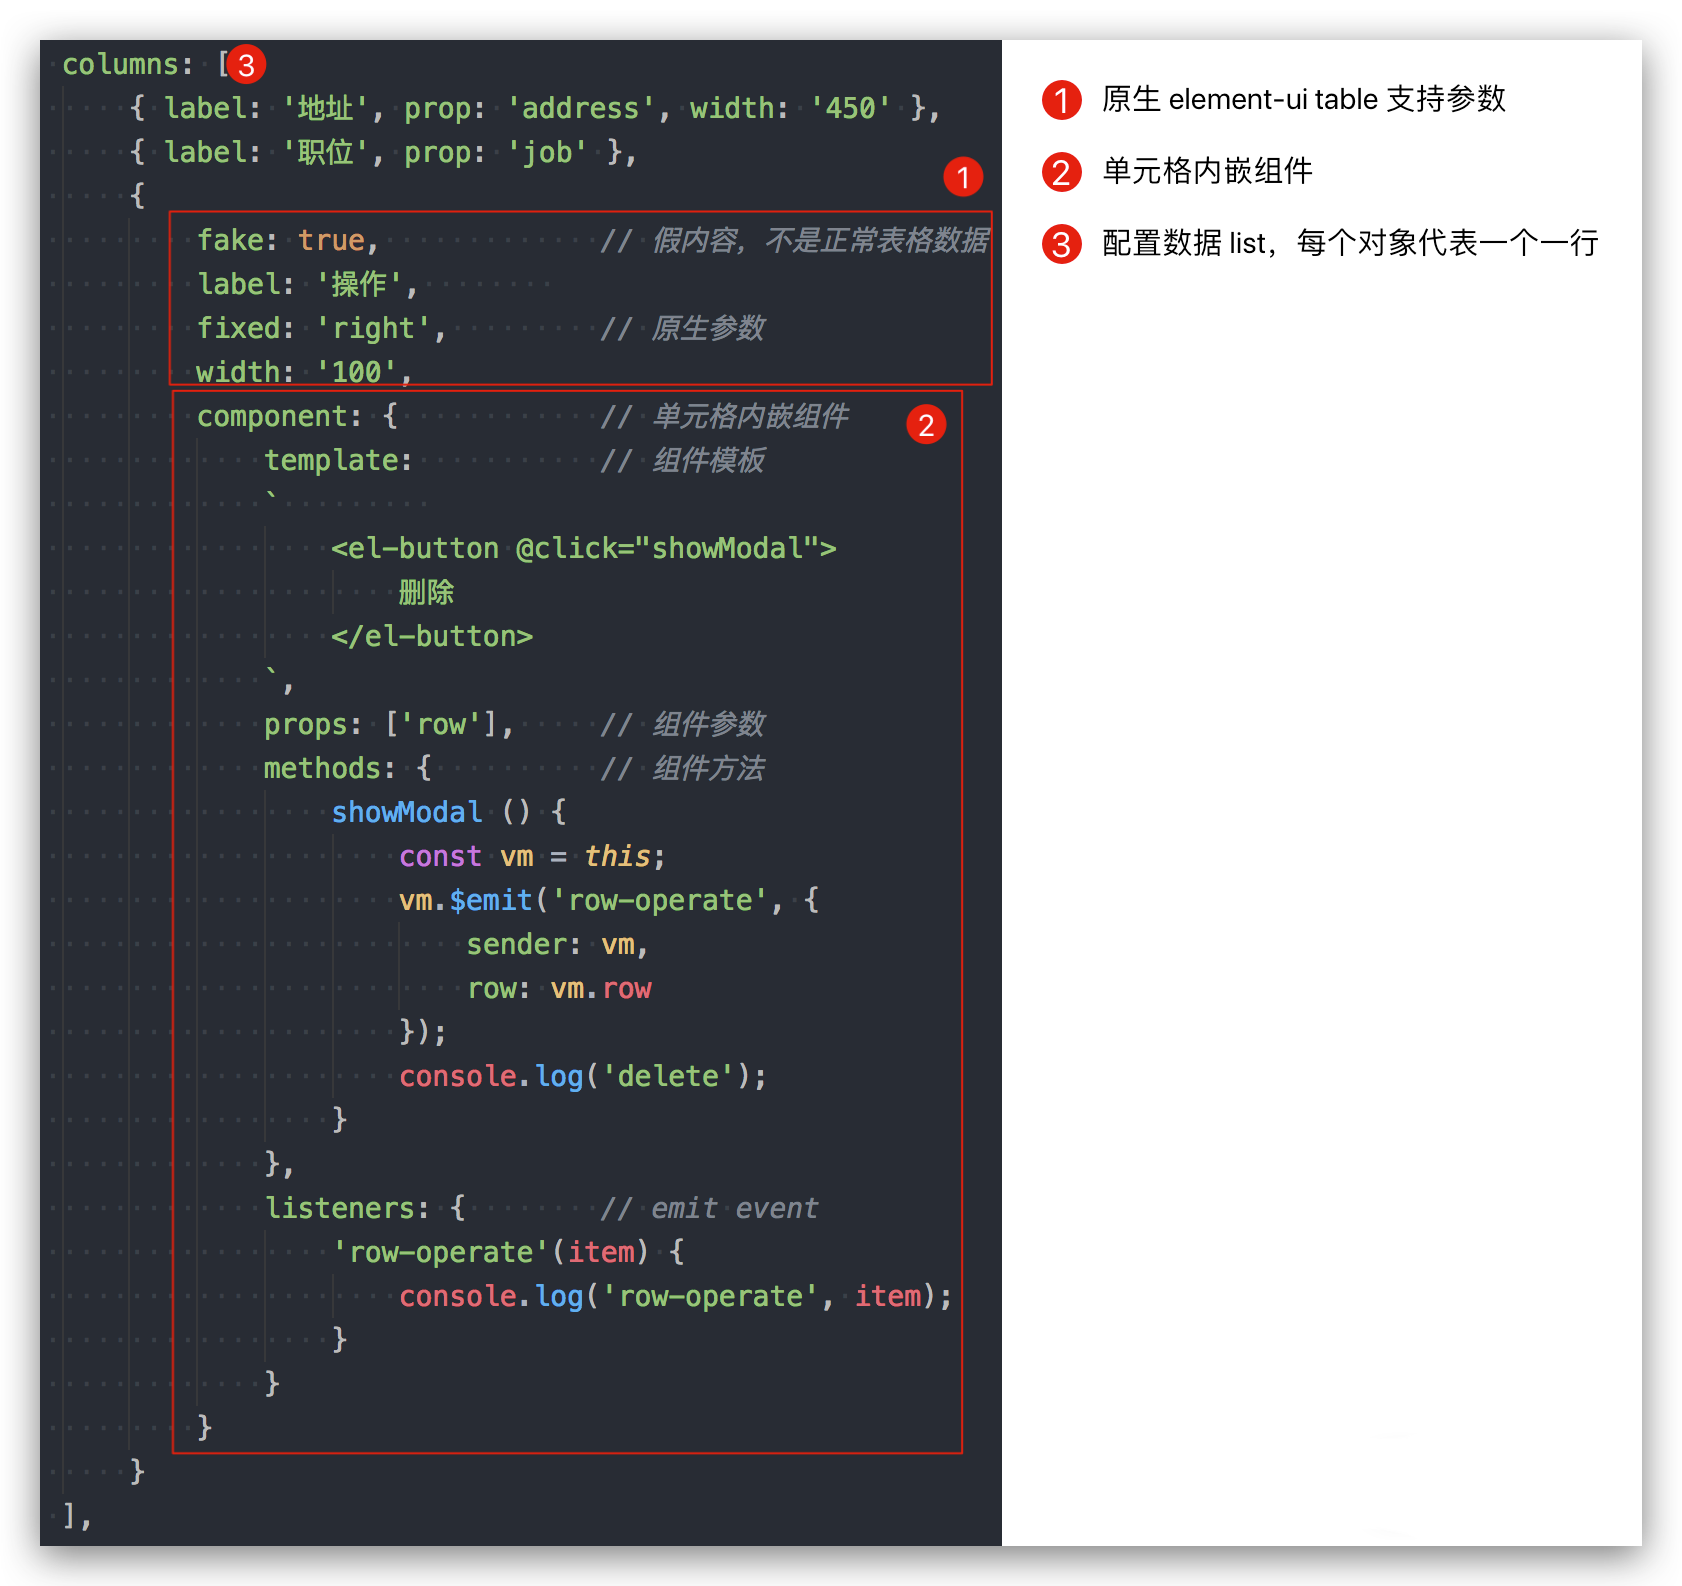 columns: [ 3
{ label: '地址', prop: 'address', width: '450' },
{ label: '职位', prop: 'job' },
1
{
fake: true, // 假内容，不是正常表格数据
label: '操作',
fixed: 'right', // 原生参数
width: '100',
component: { // 单元格内嵌组件
2
template: // 组件模板
`
<el-button @click="showModal">
删除
</el-button>
`,
props: ['row'], // 组件参数
methods: { // 组件方法
showModal () {
const vm = this;
vm.$emit('row-operate', {
sender: vm,
row: vm.row
});
console.log('delete');
}
},
listeners: { // emit event
'row-operate'(item) {
console.log('row-operate', item);
}
}
}
}
],
1 原生 element-ui table 支持参数
2 单元格内嵌组件
3 配置数据 list，每个对象代表一个一行